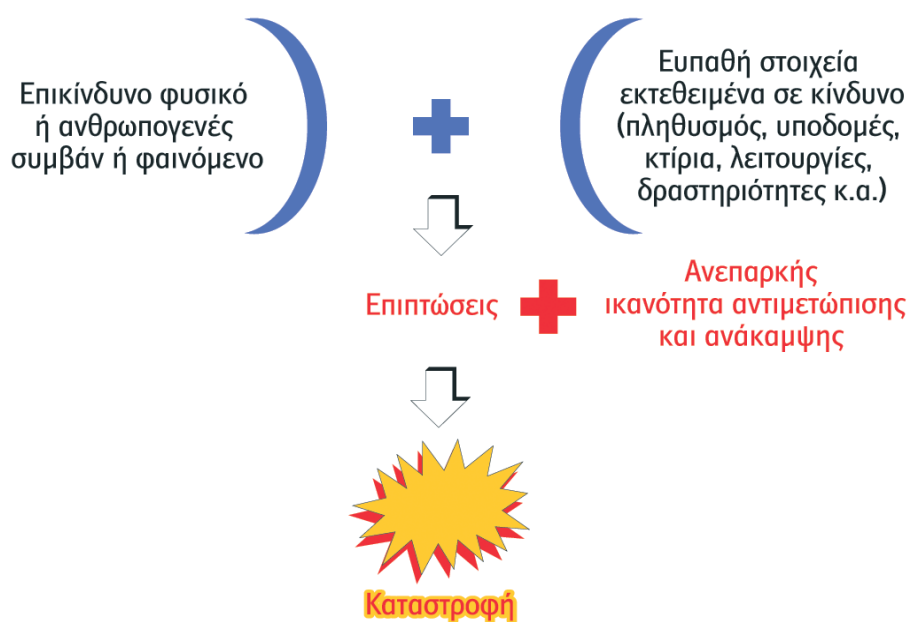 Επικίνδυνο φυσικό
ή ανθρωπογενές
συμβάν ή φαινόμενο
Ευπαθή στοιχεία
εκτεθειμένα σε κίνδυνο
(πληθυσμός, υποδομές,
κτίρια, λειτουργίες,
δραστηριότητες κ.α.)
Επιπτώσεις
Ανεπαρκής
ικανότητα αντιμετώπισης
και ανάκαμψης
Καταστροφή